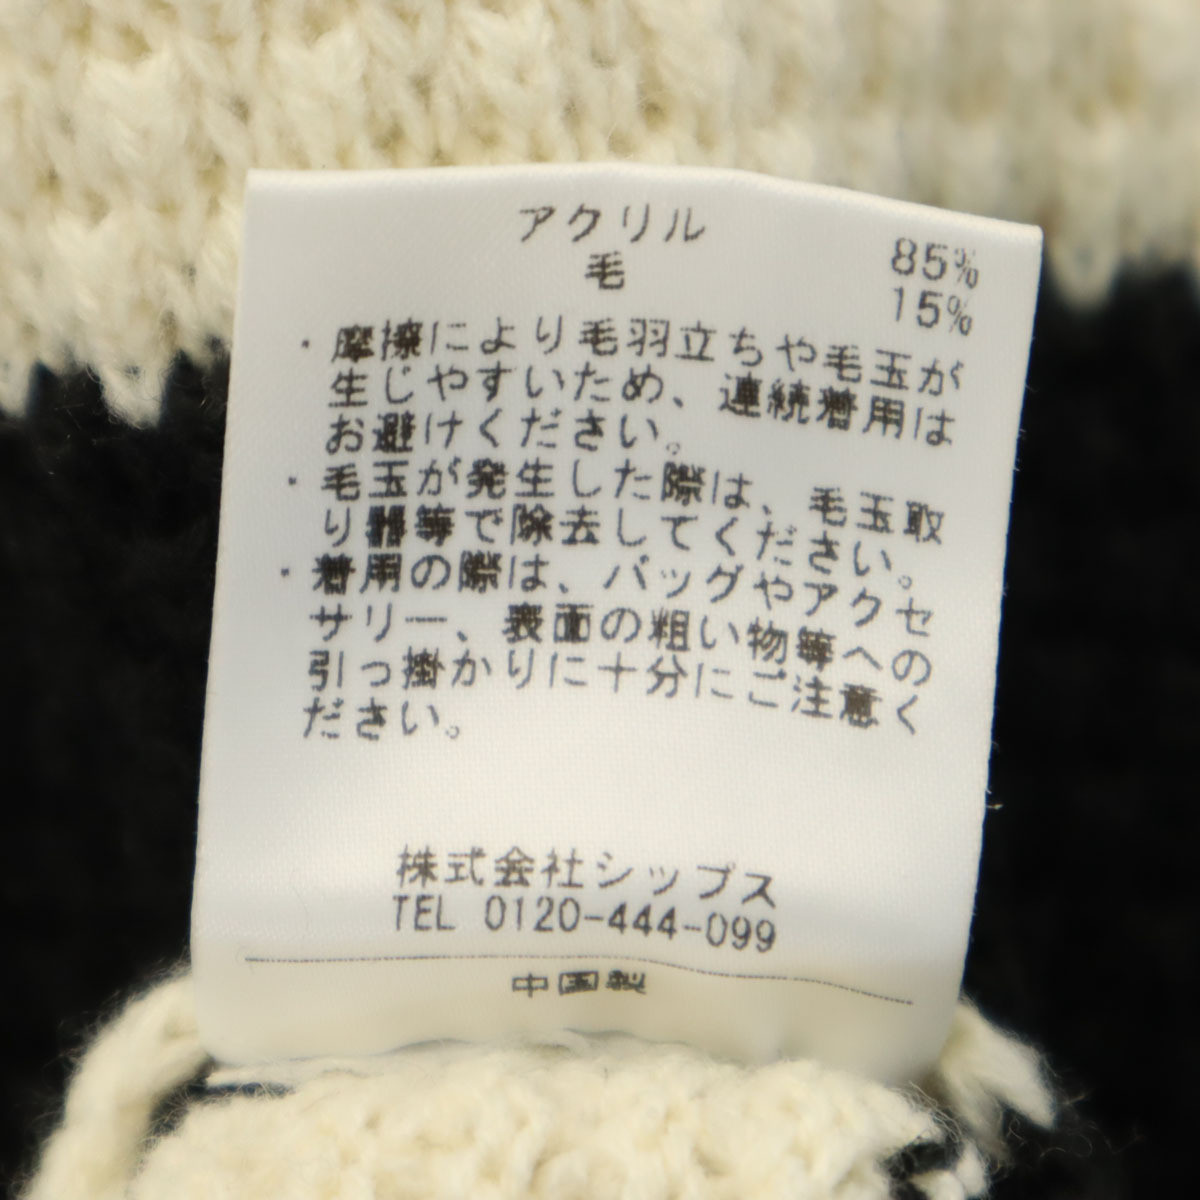 アクリル 85%
毛 15%
・摩擦により毛羽立ちや毛玉が
生じやすいため、連続着用は
お避けください。
・毛玉が発生した際は、毛玉取
り器等で除去してください。
・着用の際は、バッグやアクセ
サリー、表面の粗い物等への
引っ掛かりに十分にご注意く
ださい。
株式会社シップス
TEL 0120-444-099
中国製